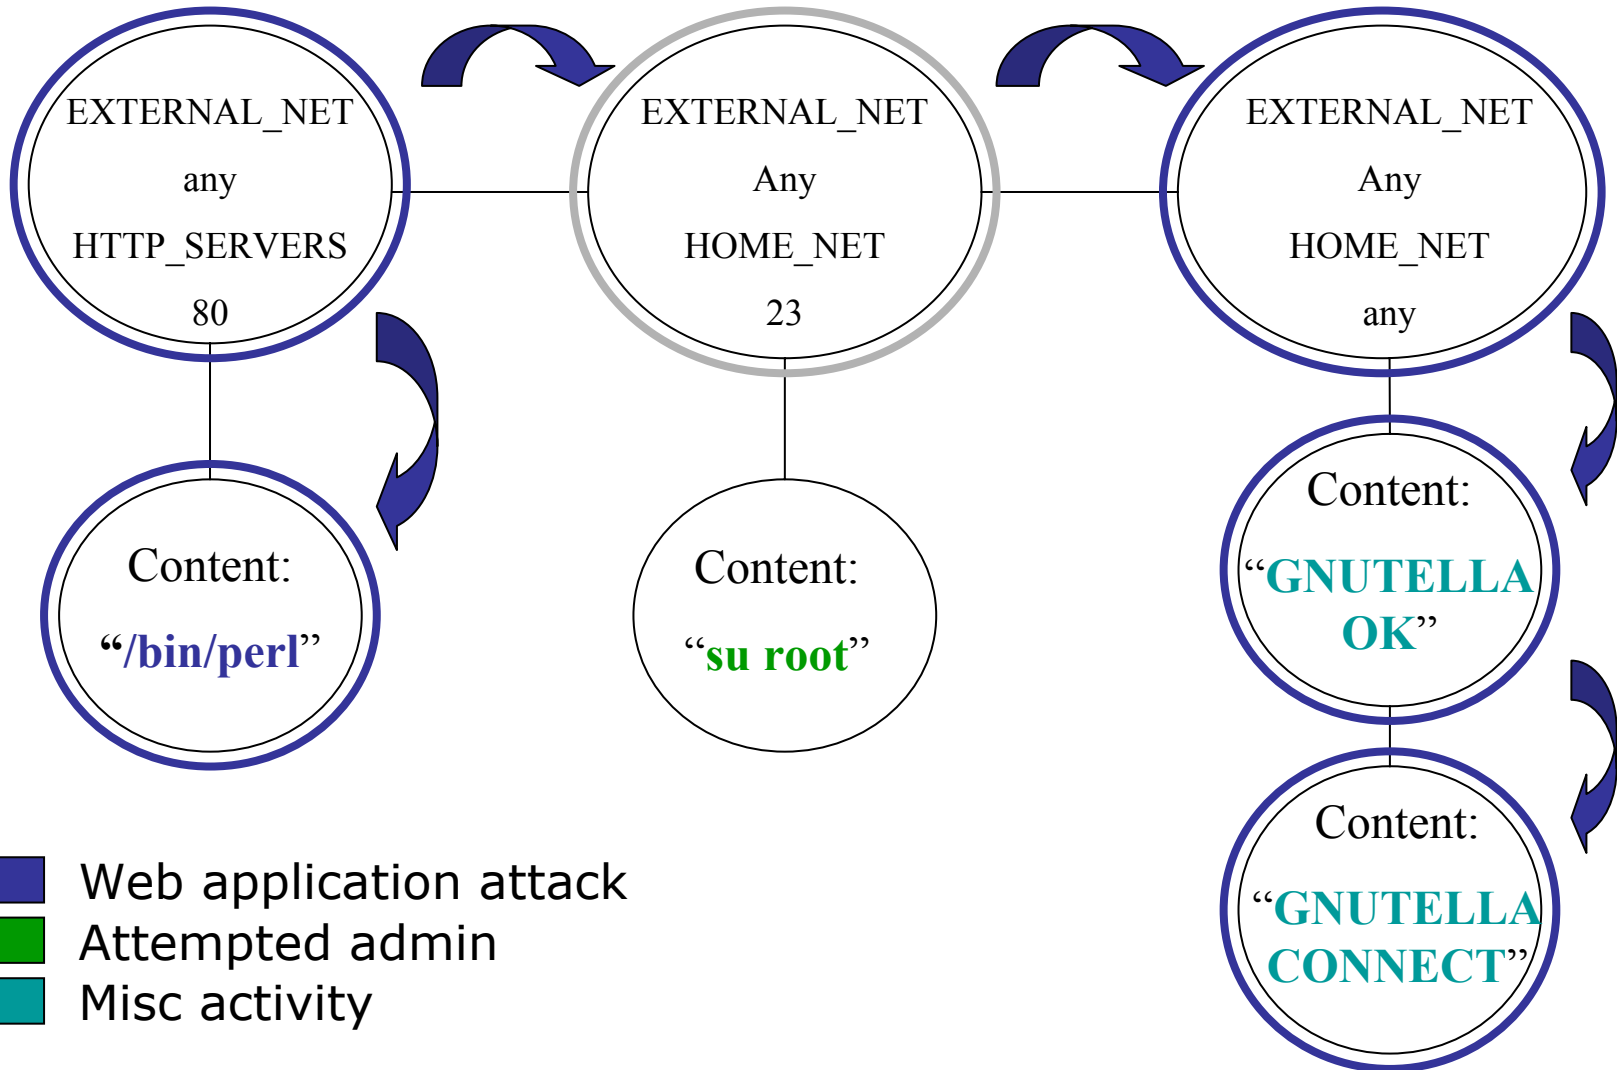 EXTERNAL_NET
any
HTTP_SERVERS
80
EXTERNAL_NET
Any
HOME_NET
23
EXTERNAL_NET
Any
HOME_NET
any
Content:
“/bin/perl”
Content:
“su root”
Content:
“GNUTELLA
OK”
Content:
“GNUTELLA
CONNECT”
Web application attack
Attempted admin
Misc activity